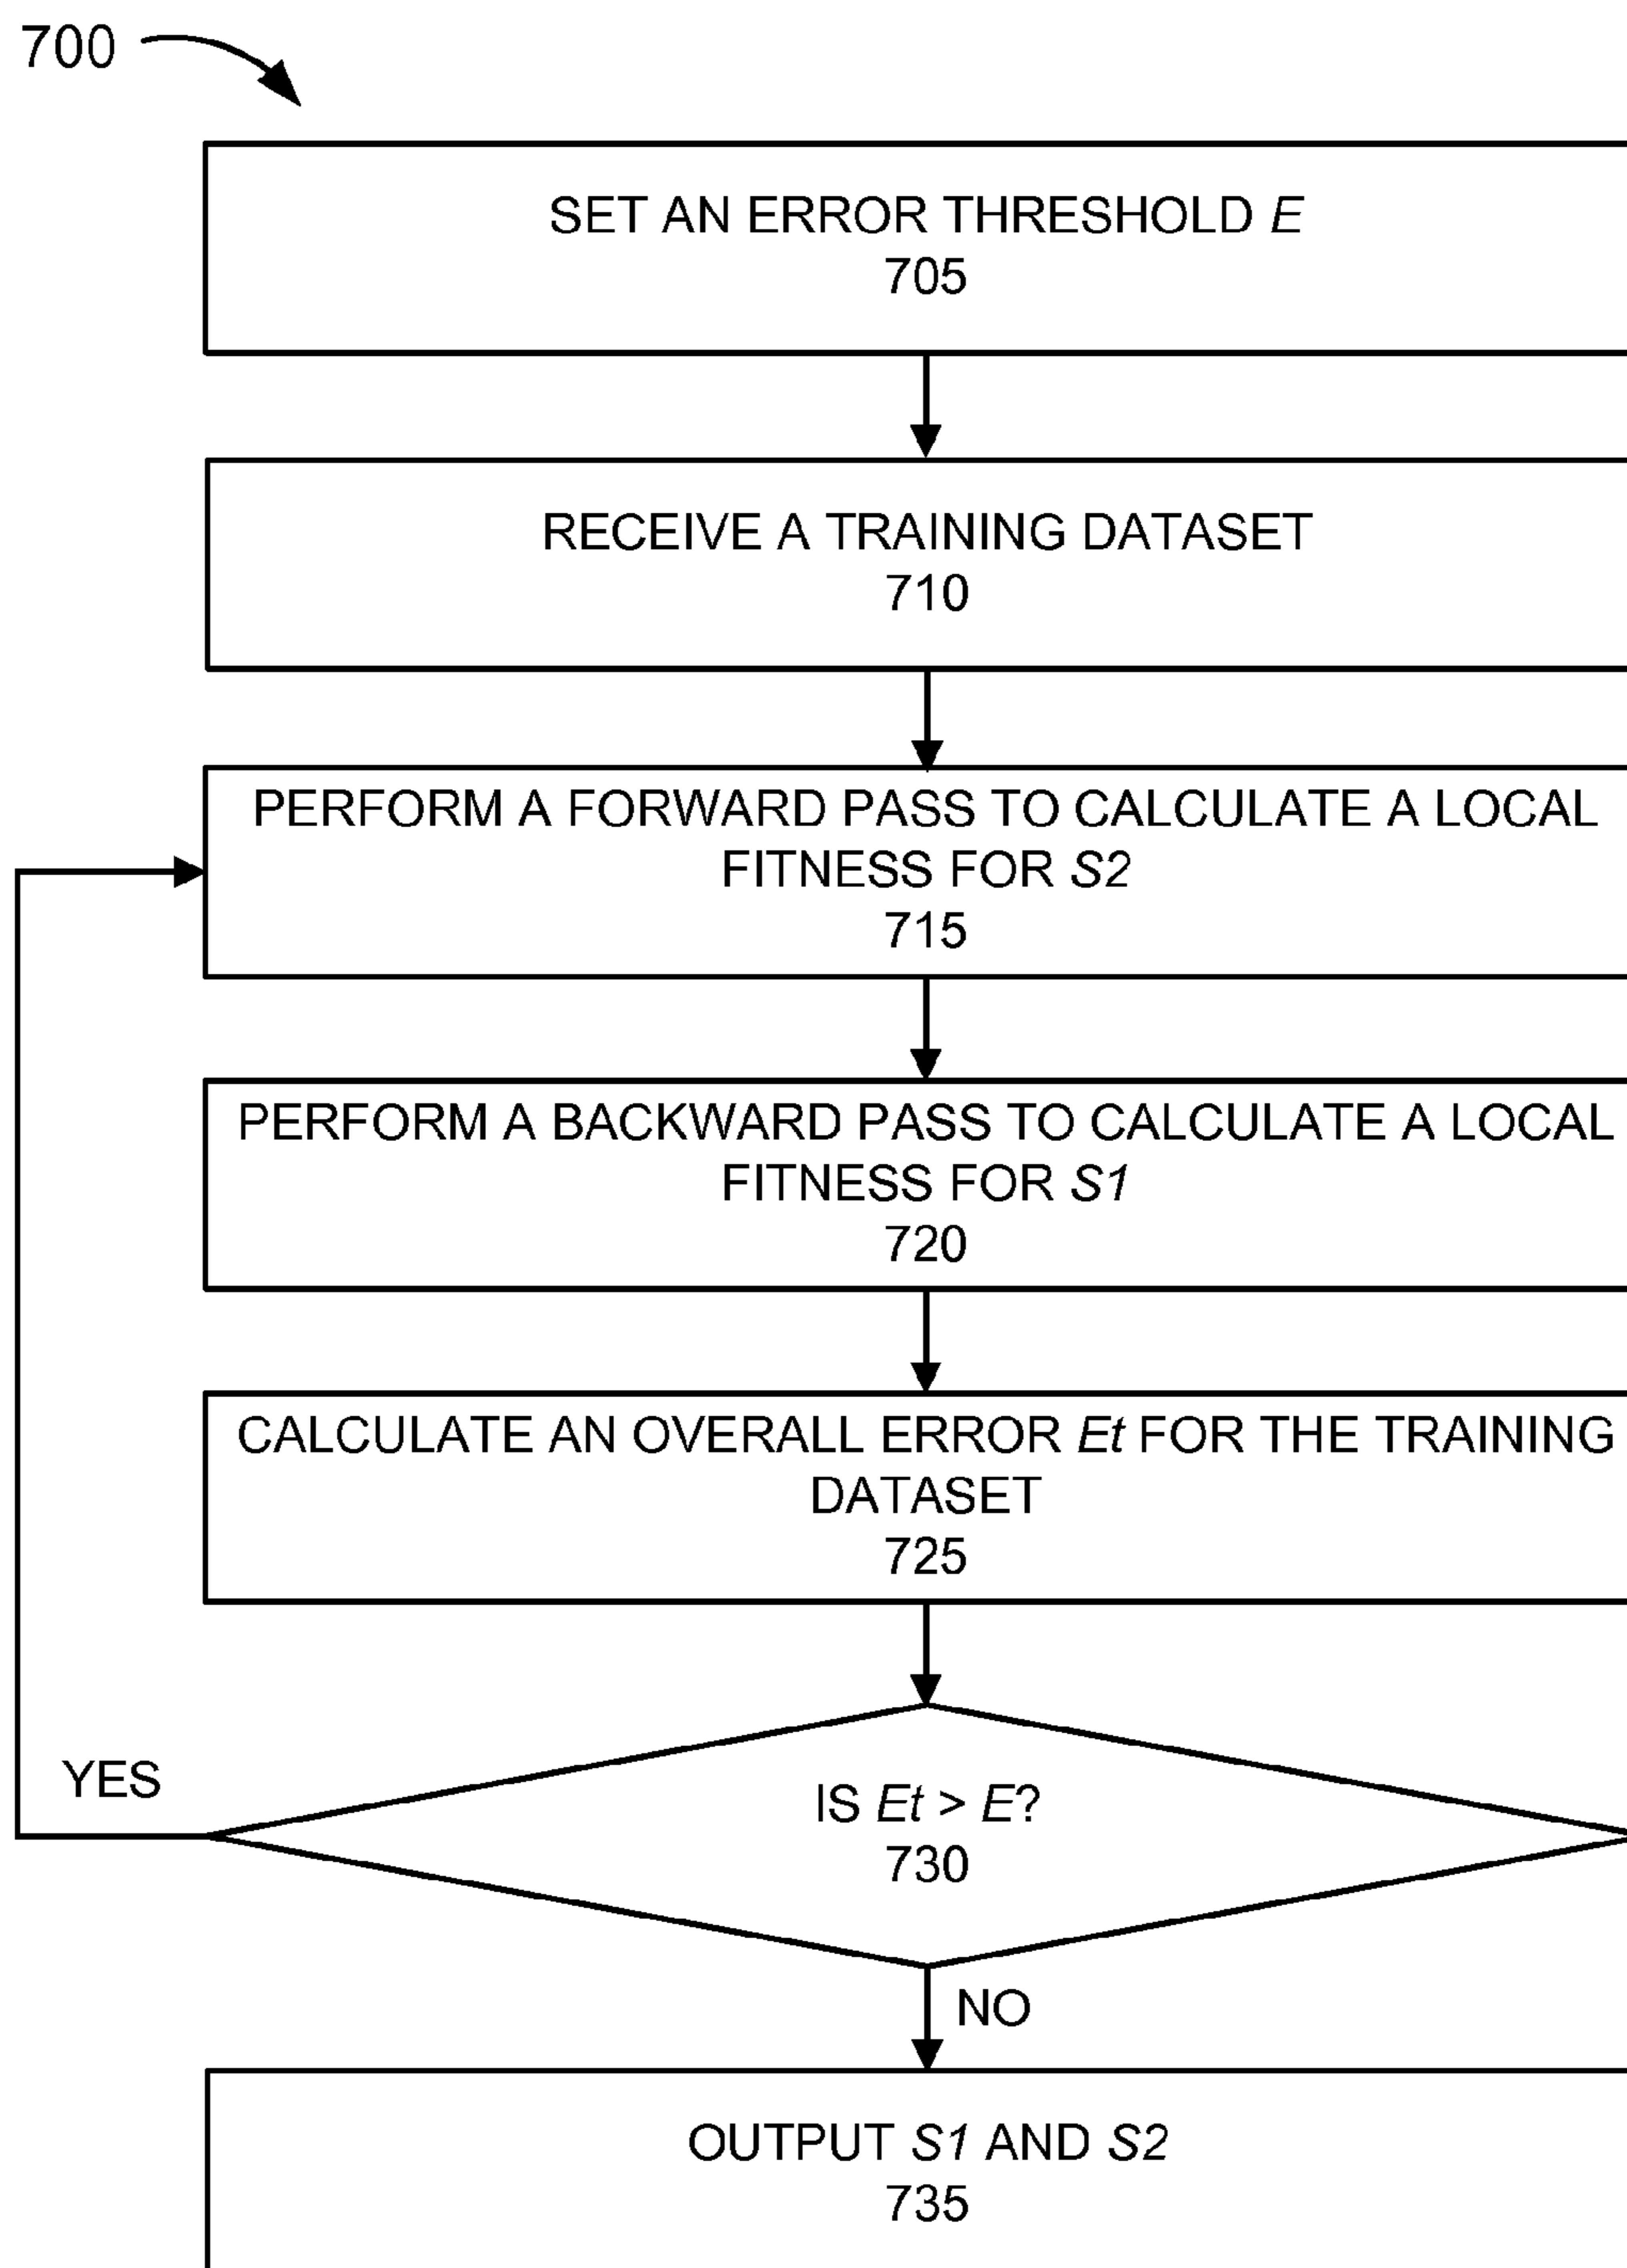 700
SET AN ERROR THRESHOLD E
705
RECEIVE A TRAINING DATASET
710
PERFORM A FORWARD PASS TO CALCULATE A LOCAL
FITNESS FOR S2
715
PERFORM A BACKWARD PASS TO CALCULATE A LOCAL
FITNESS FOR S1
720
CALCULATE AN OVERALL ERROR Et FOR THE TRAINING
DATASET
725
YES
IS Et > E?
730
NO
OUTPUT S1 AND S2
735